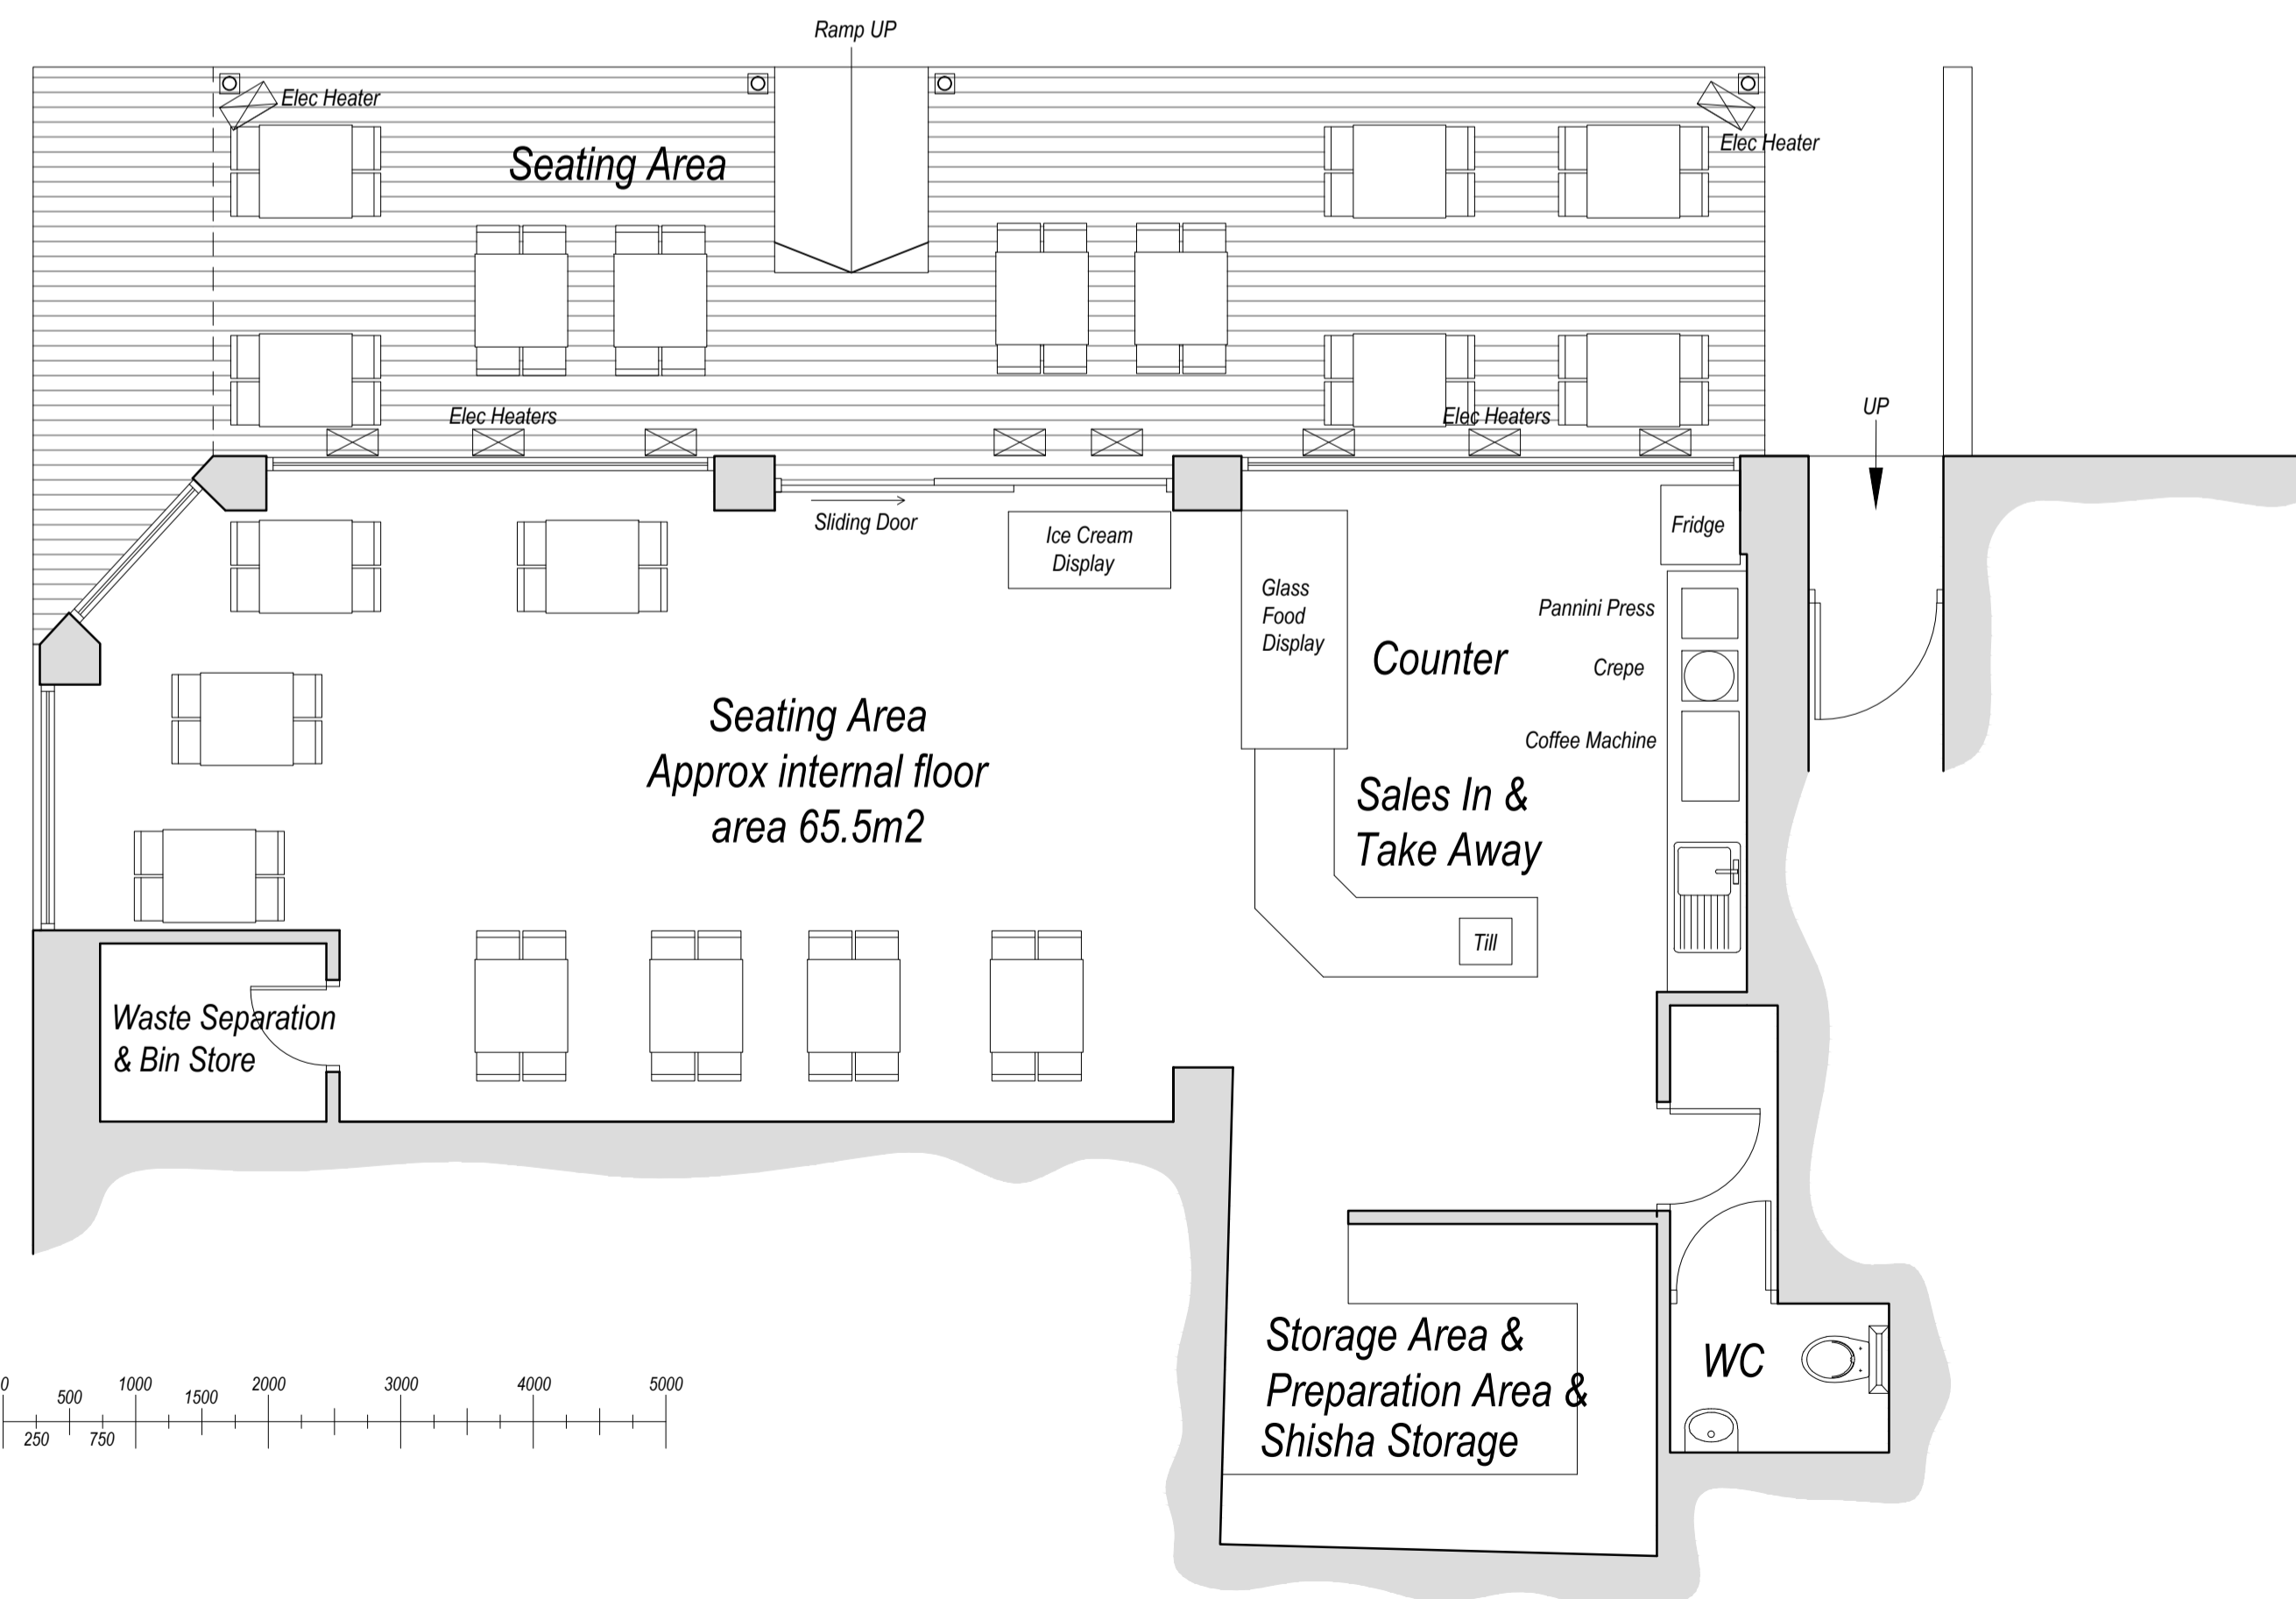 Ramp UP
Elec Heater
Elec Heater
Seating Area
Elec Heaters
Elec Heaters
UP
Sliding Door
Ice Cream
Display
Fridge
Glass
Food
Display
Pannini Press
Counter
Crepe
Seating Area
Approx internal floor
area 65.5m2
Coffee Machine
Sales In &
Take Away
Till
Waste Separation
& Bin Store
Storage Area &
Preparation Area &
Shisha Storage
WC
0 500 1000 1500 2000 3000 4000 5000
250 750